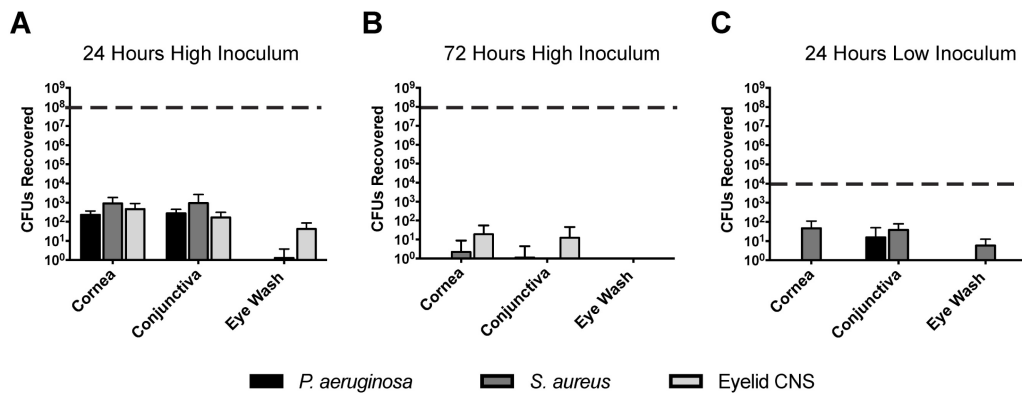 A
24 Hours High Inoculum
CFUs Recovered
10⁹
10⁸
10⁷
10⁶
10⁵
10⁴
10³
10²
10¹
10⁰
Cornea
Conjunctiva
Eye Wash
B
72 Hours High Inoculum
CFUs Recovered
10⁹
10⁸
10⁷
10⁶
10⁵
10⁴
10³
10²
10¹
10⁰
Cornea
Conjunctiva
Eye Wash
C
24 Hours Low Inoculum
CFUs Recovered
10⁹
10⁸
10⁷
10⁶
10⁵
10⁴
10³
10²
10¹
10⁰
Cornea
Conjunctiva
Eye Wash
P. aeruginosa
S. aureus
Eyelid CNS